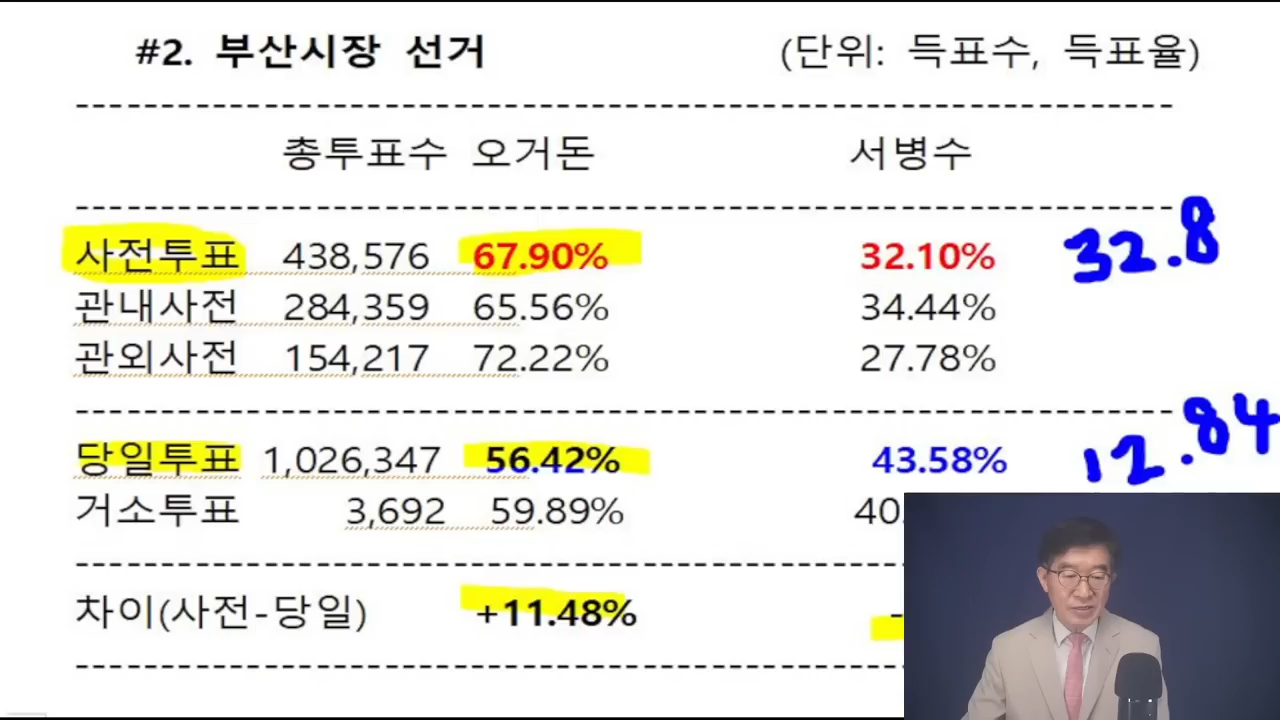 #2. 부산시장 선거 (단위: 득표수, 득표율)
총투표수 오거돈 서병수
사전투표 438,576 67.90% 32.10% 32.8
관내사전 284,359 65.56% 34.44%
관외사전 154,217 72.22% 27.78%
당일투표 1,026,347 56.42% 43.58% 12.84
거소투표 3,692 59.89% 40.
차이(사전-당일) +11.48% -